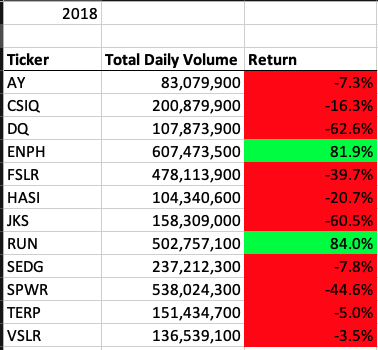 2018
Ticker Total Daily Volume Return
AY 83,079,900 -7.3%
CSIQ 200,879,900 -16.3%
DQ 107,873,900 -62.6%
ENPH 607,473,500 81.9%
FSLR 478,113,900 -39.7%
HASI 104,340,600 -20.7%
JKS 158,309,000 -60.5%
RUN 502,757,100 84.0%
SEDG 237,212,300 -7.8%
SPWR 538,024,300 -44.6%
TERP 151,434,700 -5.0%
VSLR 136,539,100 -3.5%